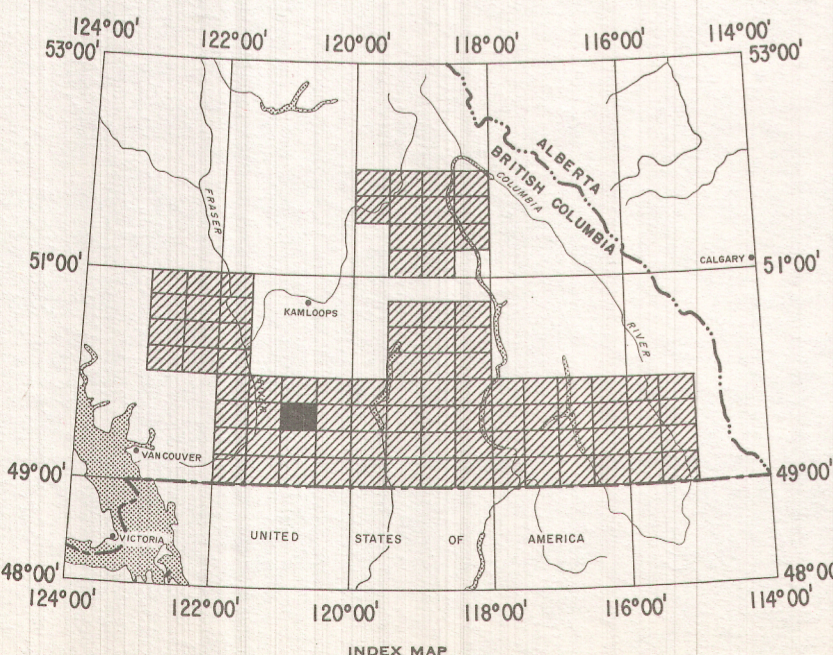 124°00' 122°00' 120°00' 118°00' 116°00' 114°00'
53°00' 53°00'
ALBERTA
BRITISH COLUMBIA
COLUMBIA
FRASER
51°00' CALGARY 51°00'
KAMLOOPS
RIVER
RIVER
VANCOUVER
49°00' 49°00'
VICTORIA UNITED STATES OF AMERICA
48°00' 48°00'
124°00' 122°00' 120°00' 118°00' 116°00' 114°00'
INDEX MAP